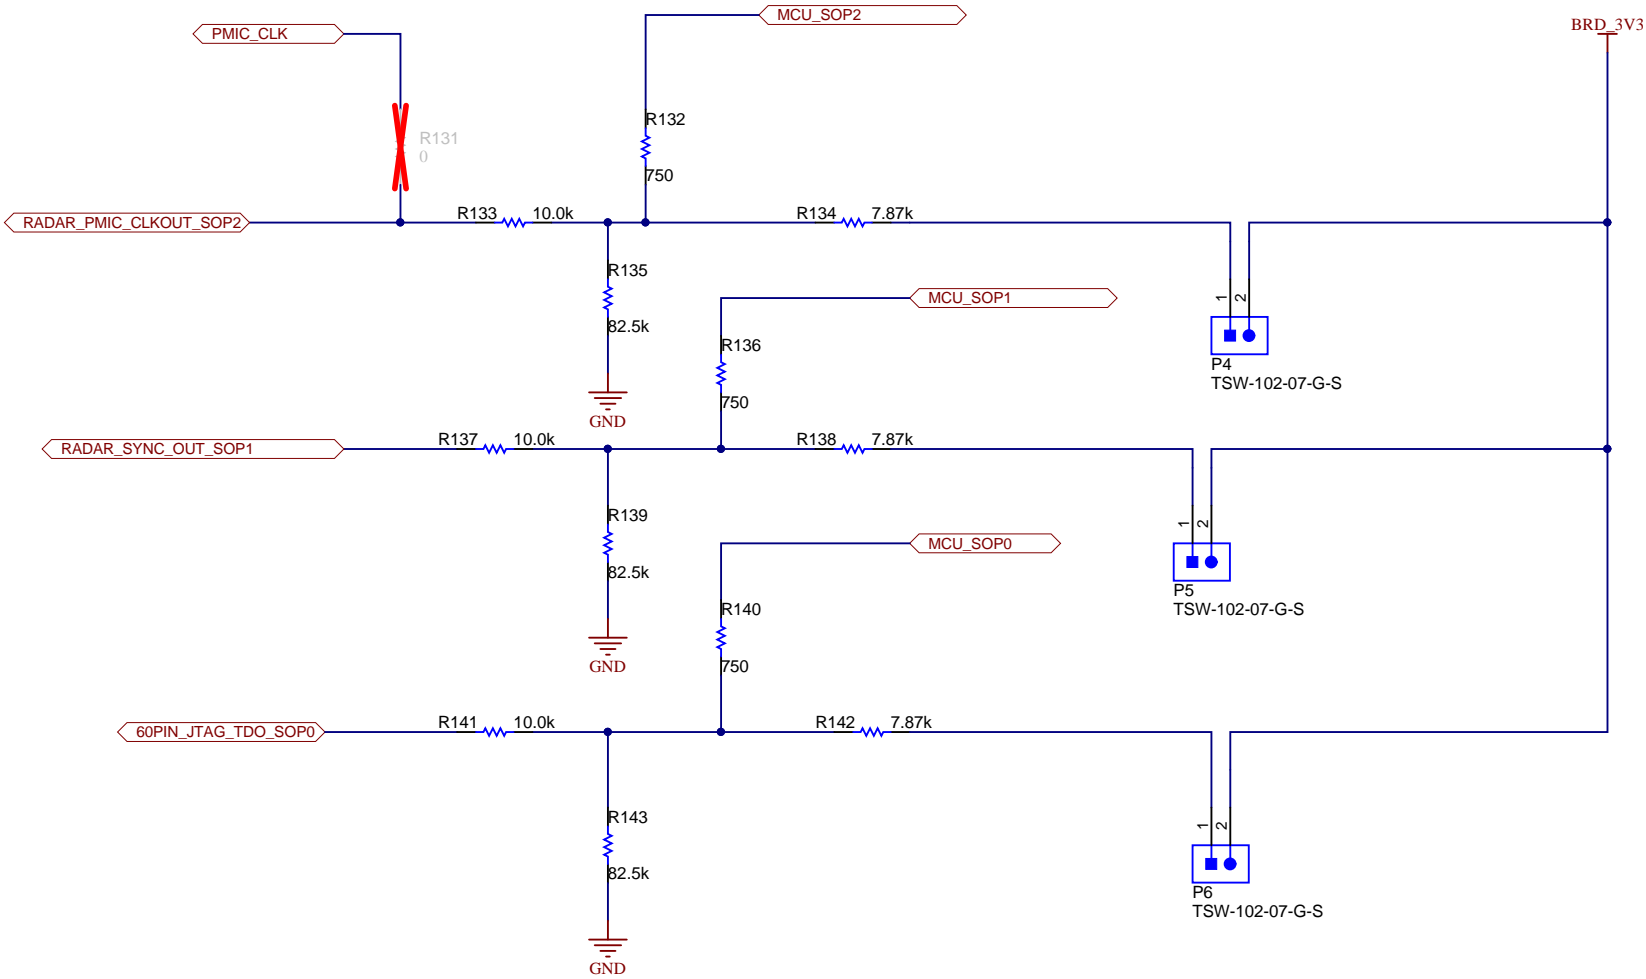 MCU_SOP2
BRD_3V3
PMIC_CLK
R132
R131
0
750
RADAR_PMIC_CLKOUT_SOP2
R133
10.0k
R134
7.87k
R135
82.5k
GND
MCU_SOP1
1
2
P4
TSW-102-07-G-S
R136
750
RADAR_SYNC_OUT_SOP1
R137
10.0k
R138
7.87k
R139
82.5k
GND
MCU_SOP0
1
2
P5
TSW-102-07-G-S
R140
750
60PIN_JTAG_TDO_SOP0
R141
10.0k
R142
7.87k
R143
82.5k
GND
1
2
P6
TSW-102-07-G-S